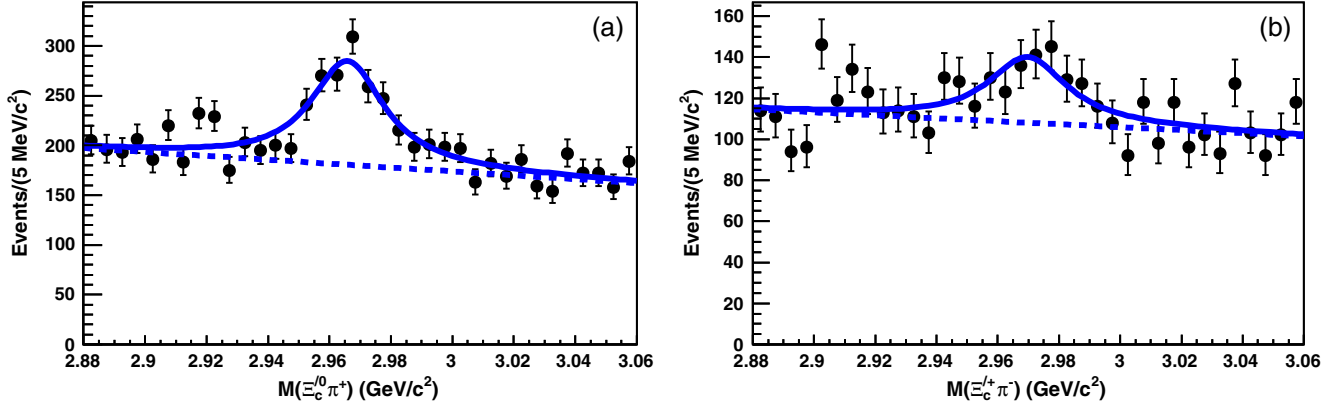 (a)
Events/(5 MeV/c²)
300
250
200
150
100
50
0
2.88 2.9 2.92 2.94 2.96 2.98 3 3.02 3.04 3.06
M(Ξc′⁰π⁺) (GeV/c²)
(b)
Events/(5 MeV/c²)
160
140
120
100
80
60
40
20
0
2.88 2.9 2.92 2.94 2.96 2.98 3 3.02 3.04 3.06
M(Ξc′⁺π⁻) (GeV/c²)